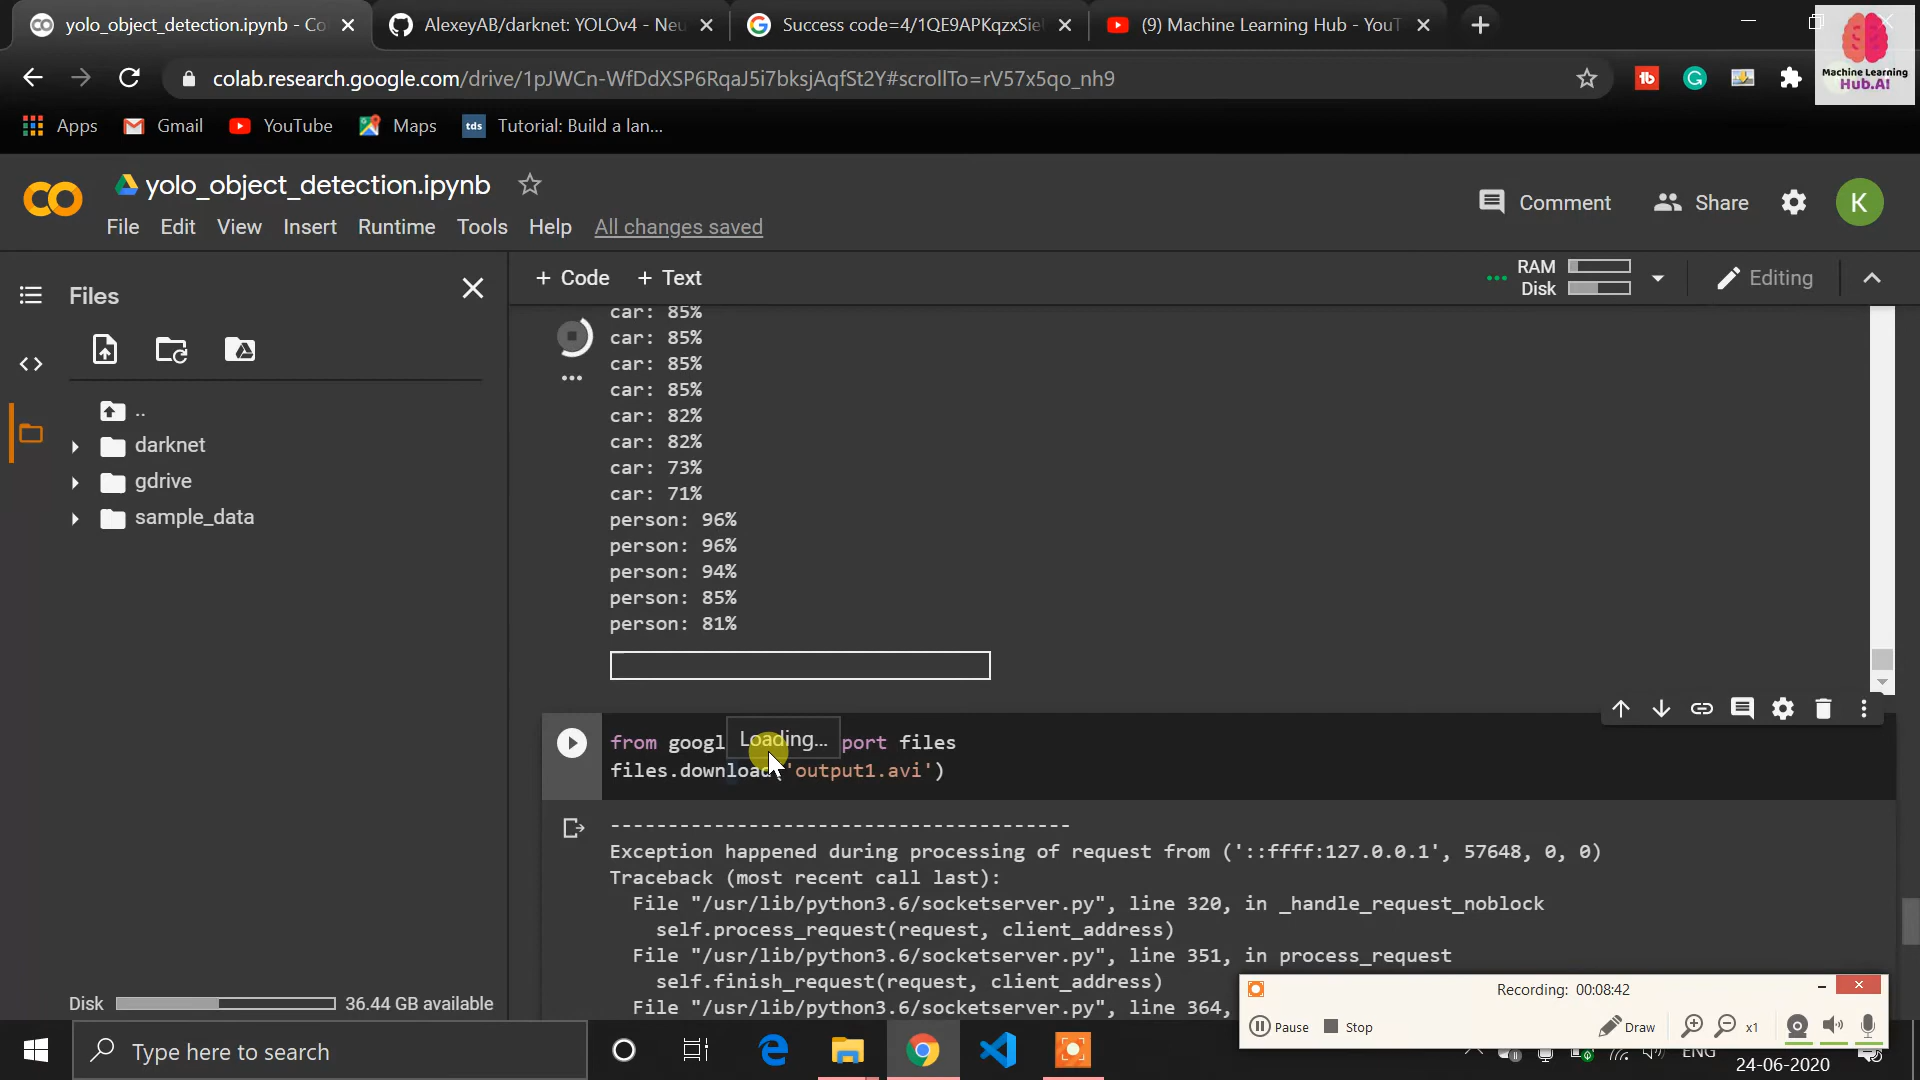 yolo_object_detection.ipynb - Co
AlexeyAB/darknet: YOLOv4 - Neu
Success code=4/1QE9APKqzxSie
(9) Machine Learning Hub - YouT
colab.research.google.com/drive/1pJWCn-WfDdXSP6RqaJ5i7bksjAqfSt2Y#scrollTo=rV57x5qo_nh9
Machine Learning
Hub.AI
Apps
Gmail
YouTube
Maps
tds
Tutorial: Build a lan...
yolo_object_detection.ipynb
Comment
Share
K
File Edit View Insert Runtime Tools Help All changes saved
Files
+ Code + Text
RAM
Disk
Editing
..
darknet
gdrive
sample_data
car: 85%
car: 85%
car: 85%
car: 85%
car: 82%
car: 82%
car: 73%
car: 71%
person: 96%
person: 96%
person: 94%
person: 85%
person: 81%
from googl
Loading...
port files
files.download('output1.avi')
----------------------------------------
Exception happened during processing of request from ('::ffff:127.0.0.1', 57648, 0, 0)
Traceback (most recent call last):
File "/usr/lib/python3.6/socketserver.py", line 320, in _handle_request_noblock
self.process_request(request, client_address)
File "/usr/lib/python3.6/socketserver.py", line 351, in process_request
self.finish_request(request, client_address)
File "/usr/lib/python3.6/socketserver.py", line 364,
Disk
36.44 GB available
Recording: 00:08:42
Pause
Stop
Draw
x1
Type here to search
ENG
24-06-2020